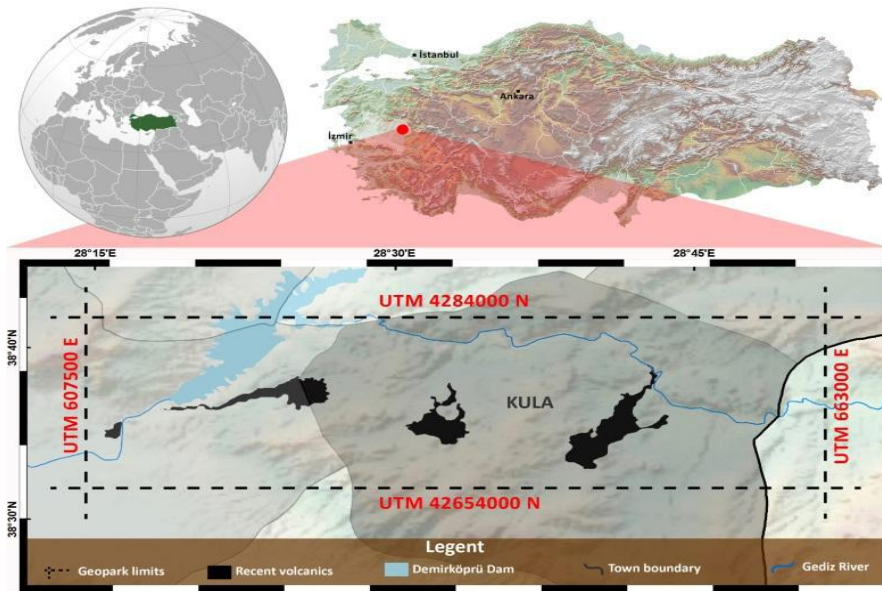 İstanbul
Ankara
İzmir
28°15'E
28°30'E
28°45'E
UTM 4284000 N
38°40'N
UTM 607500 E
KULA
UTM 663000 E
UTM 42654000 N
38°30'N
Legent
Geopark limits
Recent volcanics
Demirköprü Dam
Town boundary
Gediz River